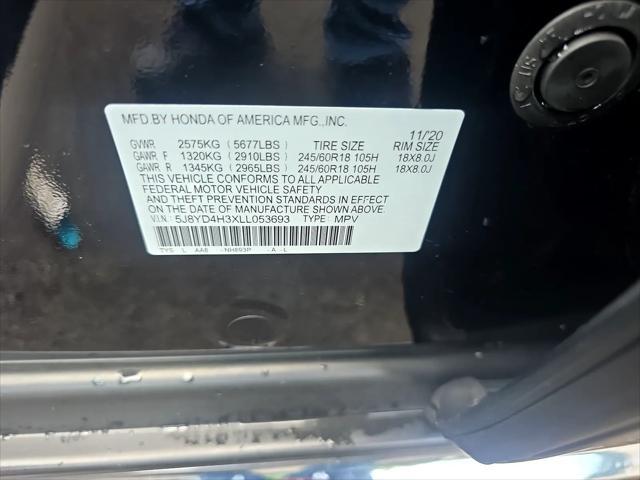 MFD.BY HONDA OF AMERICA MFG.,INC.
11/20
GVWR 2575KG (5677LBS) TIRE SIZE RIM SIZE
GAWR F 1320KG (2910LBS) 245/60R18 105H 18X8.0J
GAWR R 1345KG (2965LBS) 245/60R18 105H 18X8.0J
THIS VEHICLE CONFORMS TO ALL APPLICABLE
FEDERAL MOTOR VEHICLE SAFETY
AND THEFT PREVENTION STANDARDS IN EFFECT
ON THE DATE OF MANUFACTURE SHOWN ABOVE.
V.I.N.: 5J8YD4H3XLL053693 TYPE: MPV
TYS L AA8 -NH893P -A -L